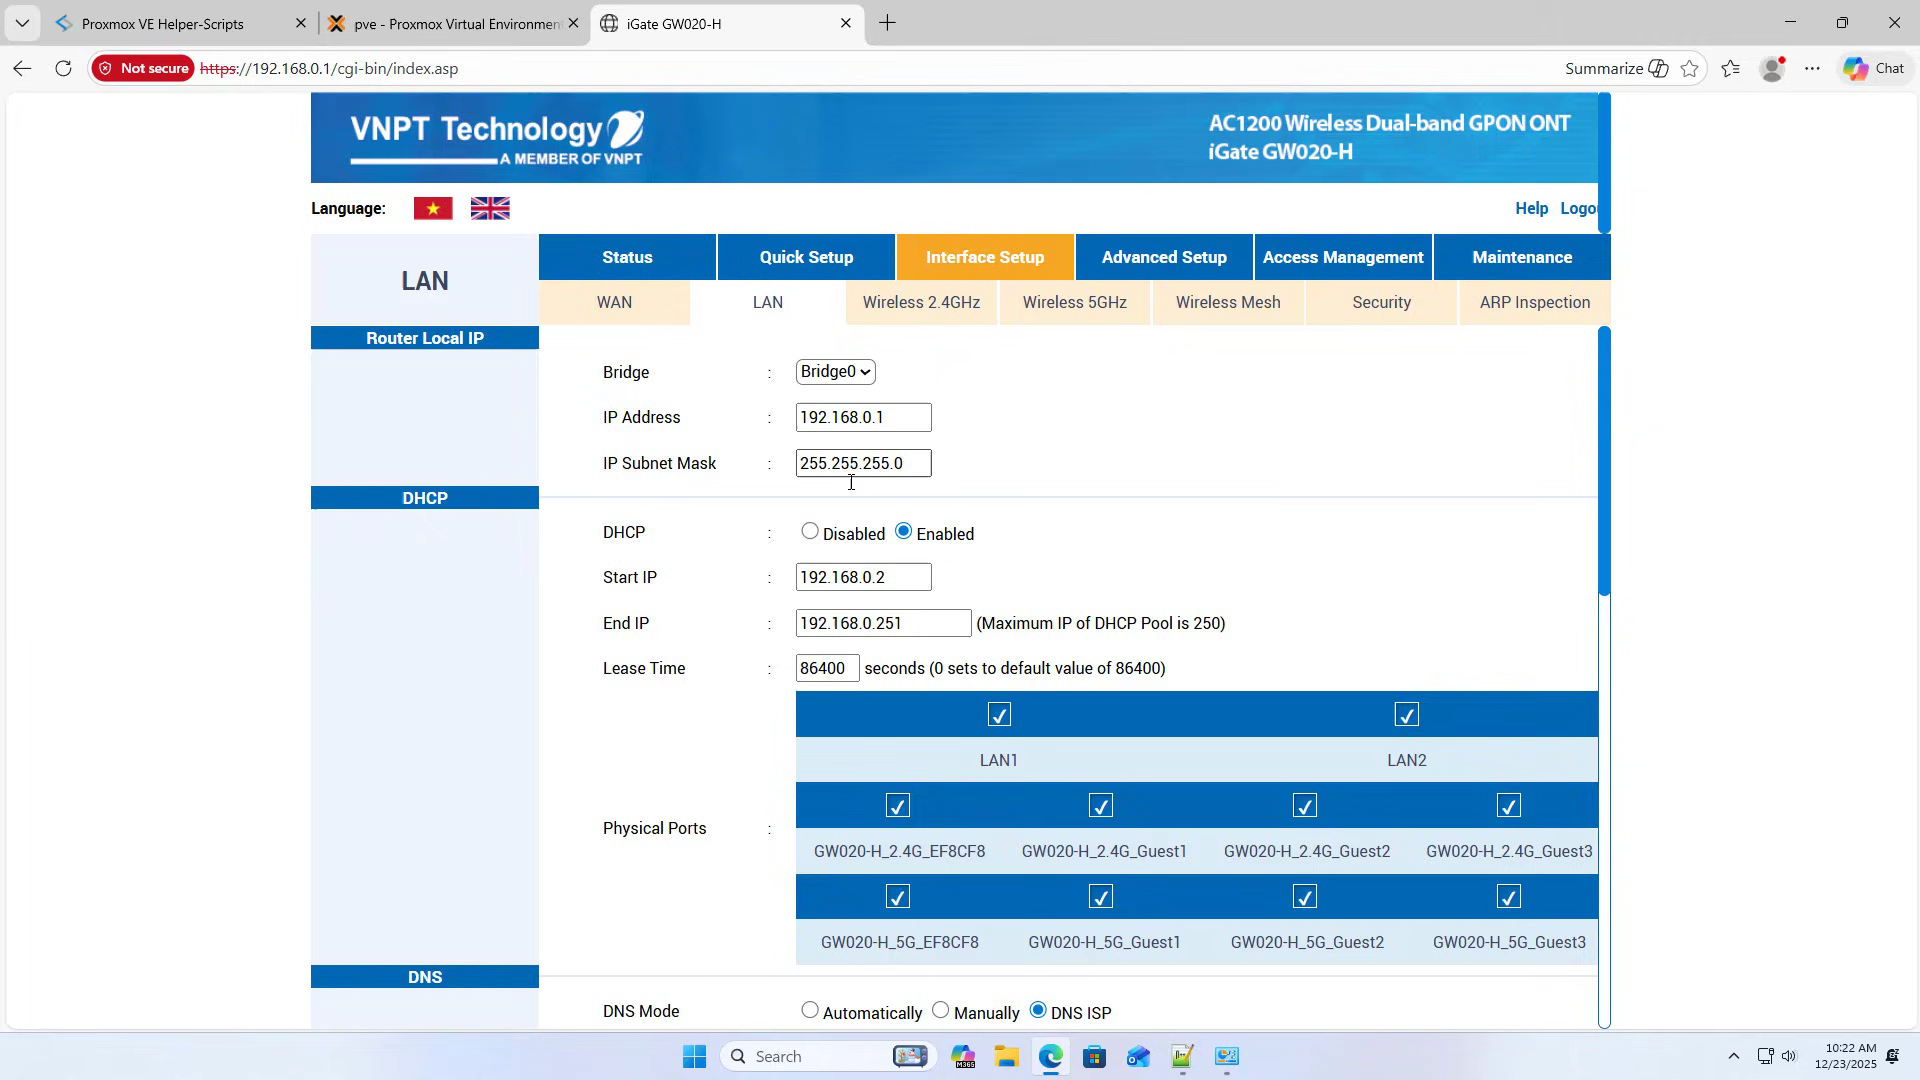 Proxmox VE Helper-Scripts
pve - Proxmox Virtual Environmen
iGate GW020-H
Not secure
https://192.168.0.1/cgi-bin/index.asp
Summarize
Chat
VNPT Technology
A MEMBER OF VNPT
AC1200 Wireless Dual-band GPON ONT
iGate GW020-H
Language:
Help Logou
LAN
Status Quick Setup Interface Setup Advanced Setup Access Management Maintenance
WAN LAN Wireless 2.4GHz Wireless 5GHz Wireless Mesh Security ARP Inspection
Router Local IP
Bridge : Bridge0
IP Address : 192.168.0.1
IP Subnet Mask : 255.255.255.0
DHCP
DHCP : Disabled Enabled
Start IP : 192.168.0.2
End IP : 192.168.0.251 (Maximum IP of DHCP Pool is 250)
Lease Time : 86400 seconds (0 sets to default value of 86400)
LAN1 LAN2
Physical Ports :
GW020-H_2.4G_EF8CF8 GW020-H_2.4G_Guest1 GW020-H_2.4G_Guest2 GW020-H_2.4G_Guest3
GW020-H_5G_EF8CF8 GW020-H_5G_Guest1 GW020-H_5G_Guest2 GW020-H_5G_Guest3
DNS
DNS Mode : Automatically Manually DNS ISP
Search
M365
10:22 AM
12/23/2025